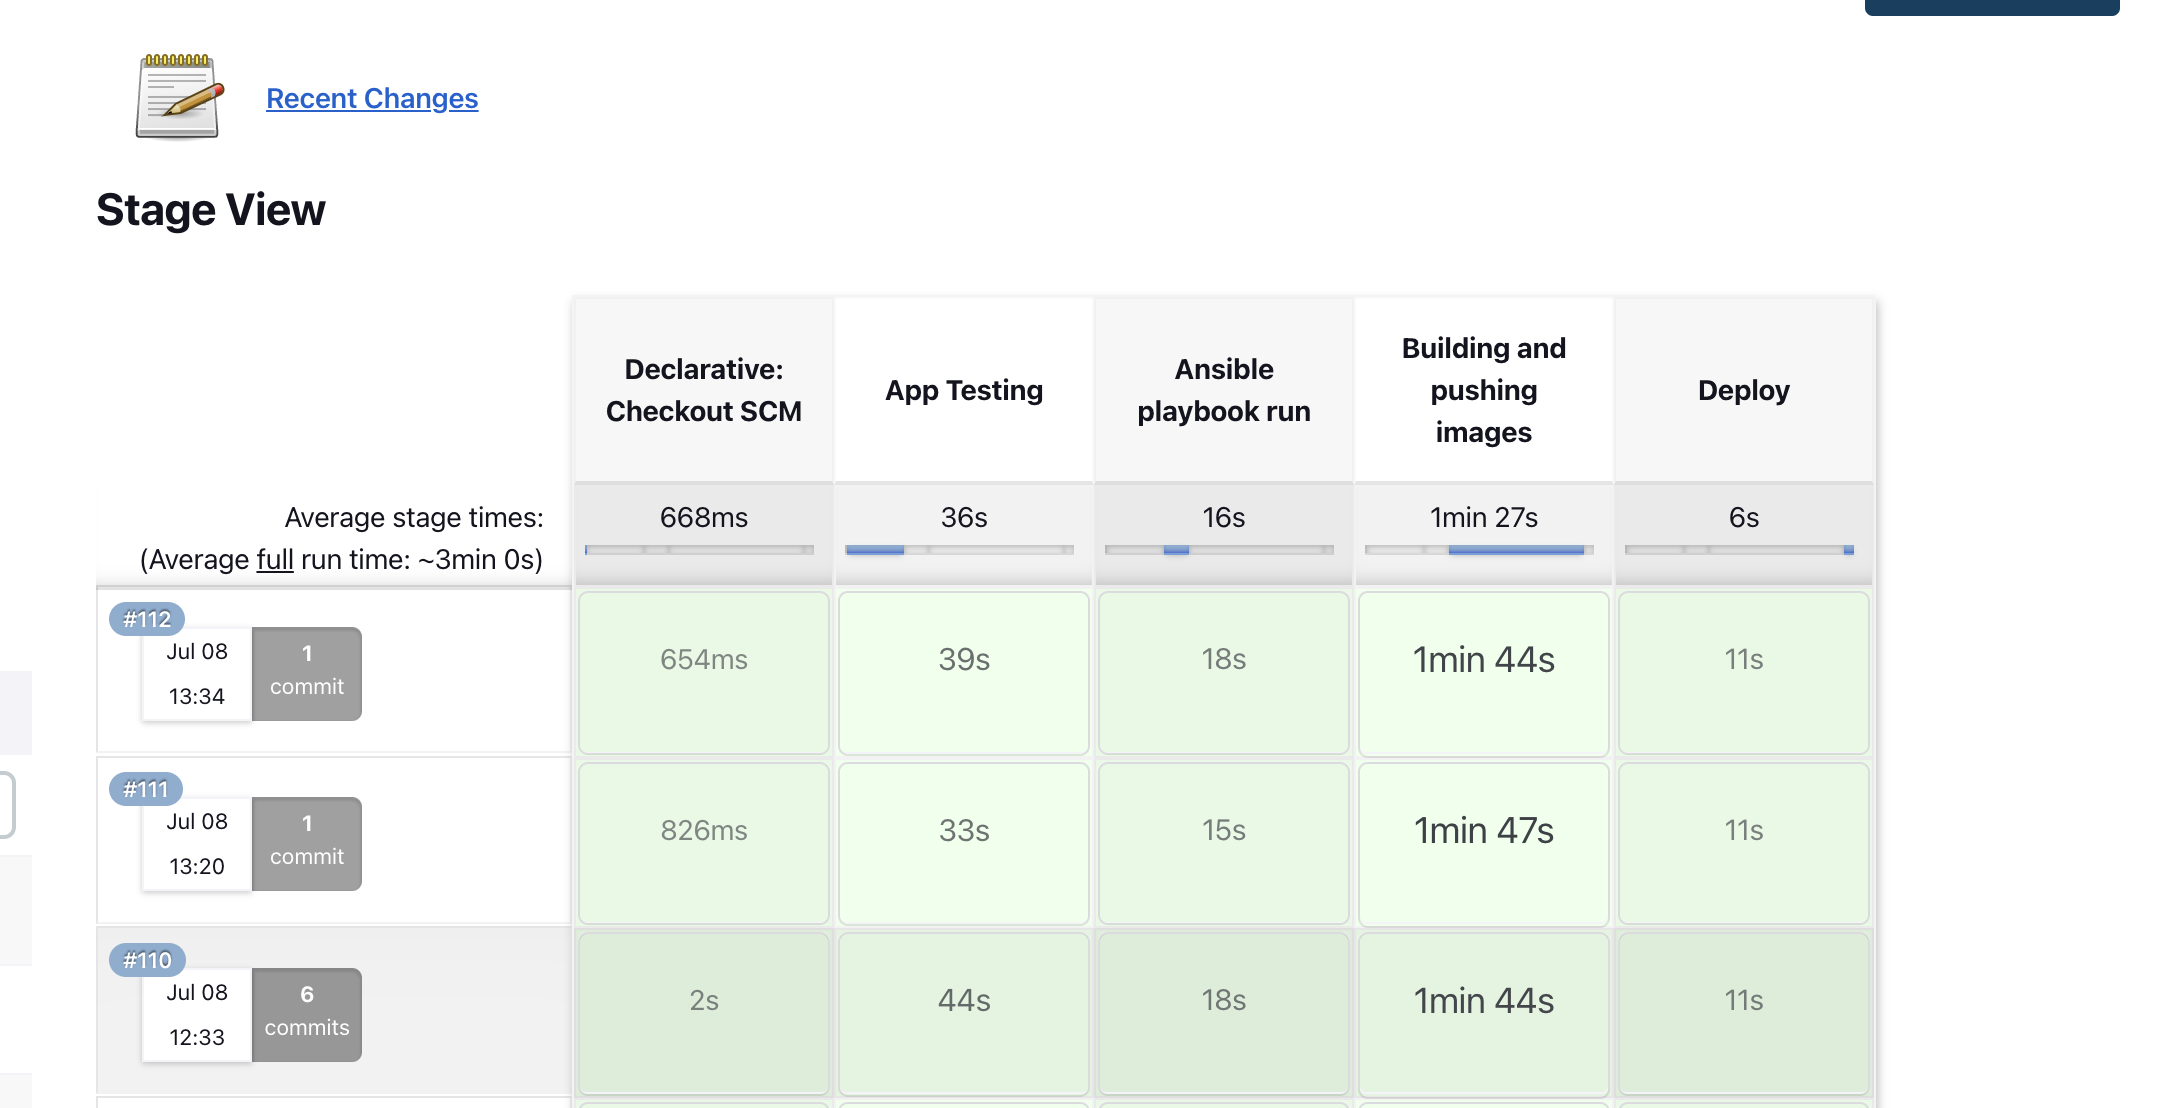 Recent Changes
Stage View
Declarative:
Checkout SCM
App Testing
Ansible
playbook run
Building and
pushing
images
Deploy
Average stage times:
(Average full run time: ~3min 0s)
668ms
36s
16s
1min 27s
6s
#112
Jul 08
13:34
1
commit
654ms
39s
18s
1min 44s
11s
#111
Jul 08
13:20
1
commit
826ms
33s
15s
1min 47s
11s
#110
Jul 08
12:33
6
commits
2s
44s
18s
1min 44s
11s